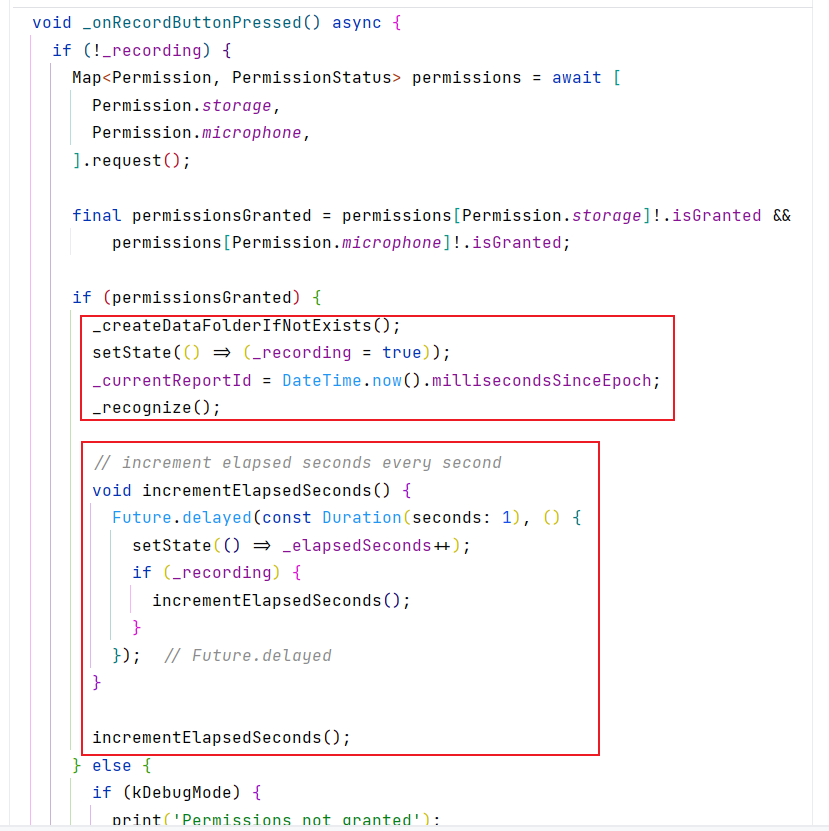 void _onRecordButtonPressed() async {
if (!_recording) {
Map<Permission, PermissionStatus> permissions = await [
Permission.storage,
Permission.microphone,
].request();
final permissionsGranted = permissions[Permission.storage]!.isGranted &&
permissions[Permission.microphone]!.isGranted;
if (permissionsGranted) {
_createDataFolderIfNotExists();
setState(() => (_recording = true));
_currentReportId = DateTime.now().millisecondsSinceEpoch;
_recognize();
// increment elapsed seconds every second
void incrementElapsedSeconds() {
Future.delayed(const Duration(seconds: 1), () {
setState(() => _elapsedSeconds++);
if (_recording) {
incrementElapsedSeconds();
}
}); // Future.delayed
}
incrementElapsedSeconds();
} else {
if (kDebugMode) {
print('Permissions not granted');